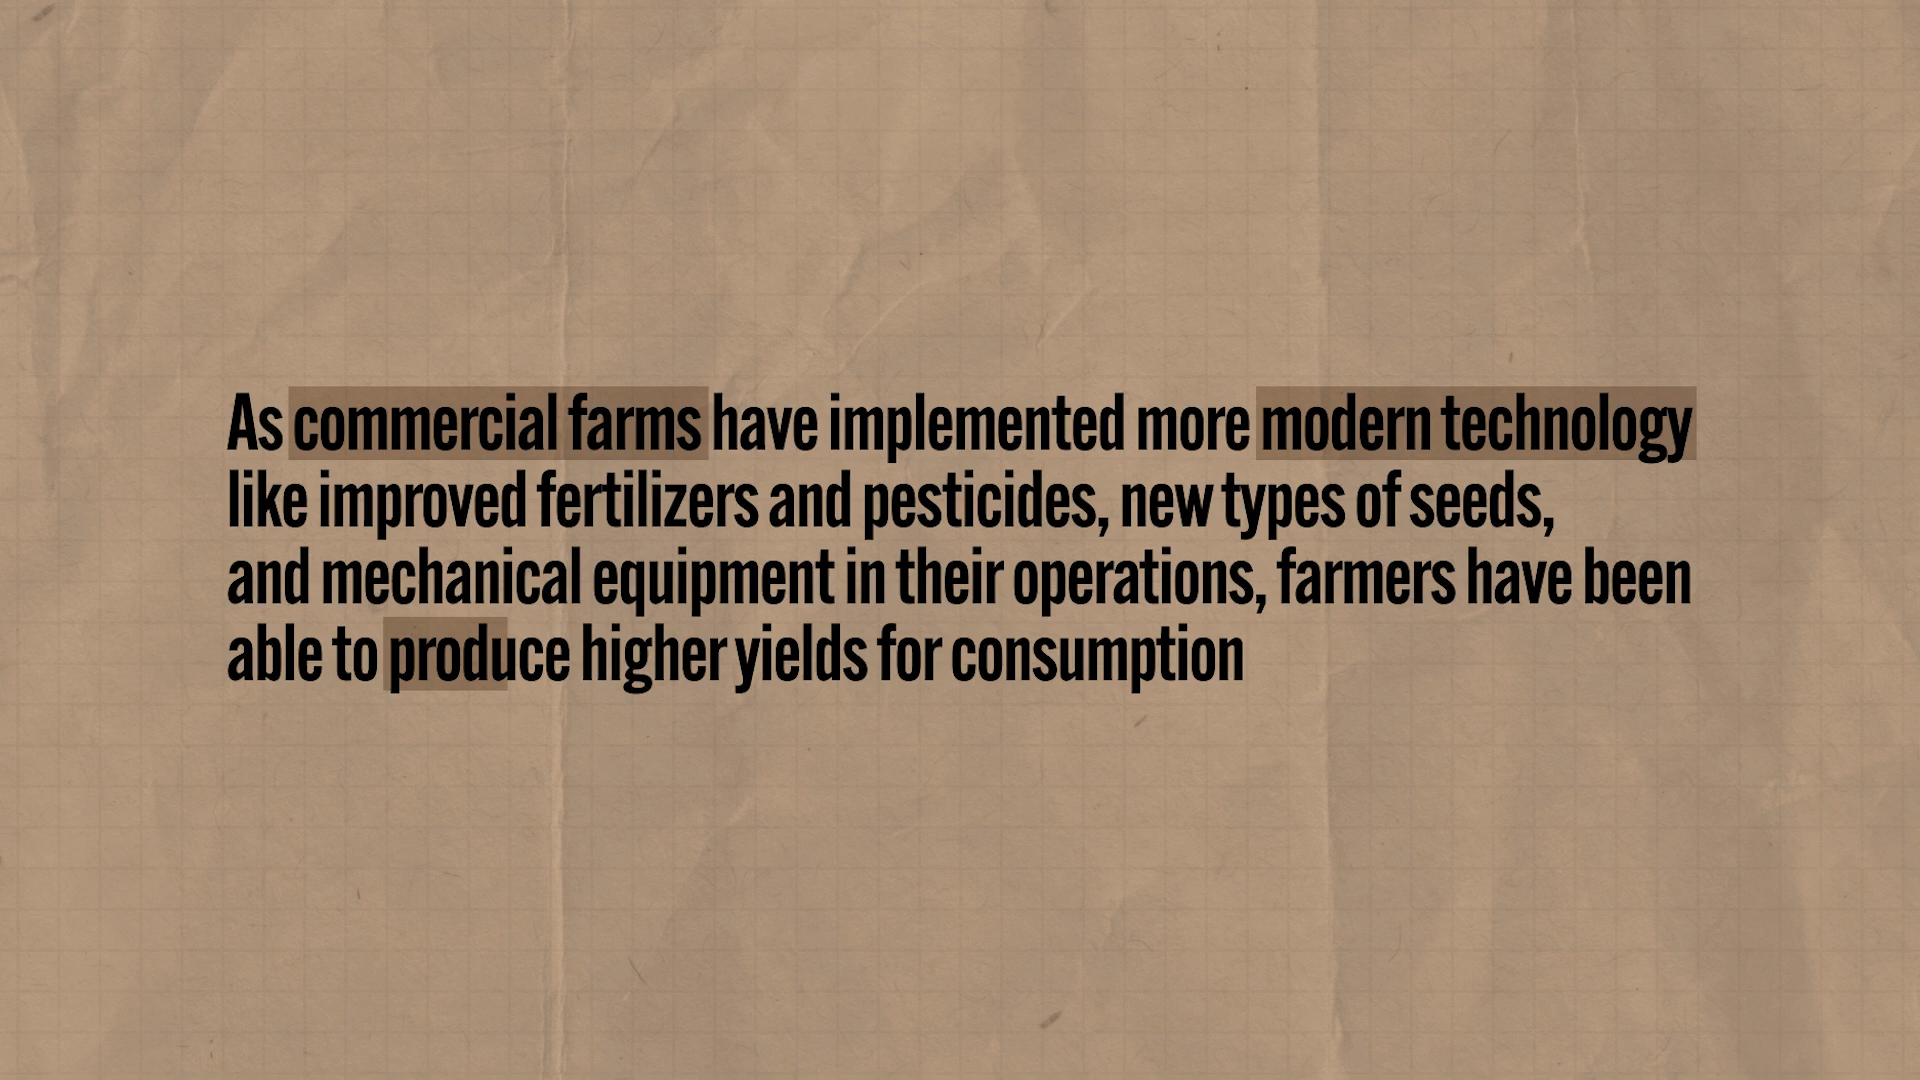 As commercial farms have implemented more modern technology
like improved fertilizers and pesticides, new types of seeds,
and mechanical equipment in their operations, farmers have been
able to produce higher yields for consumption